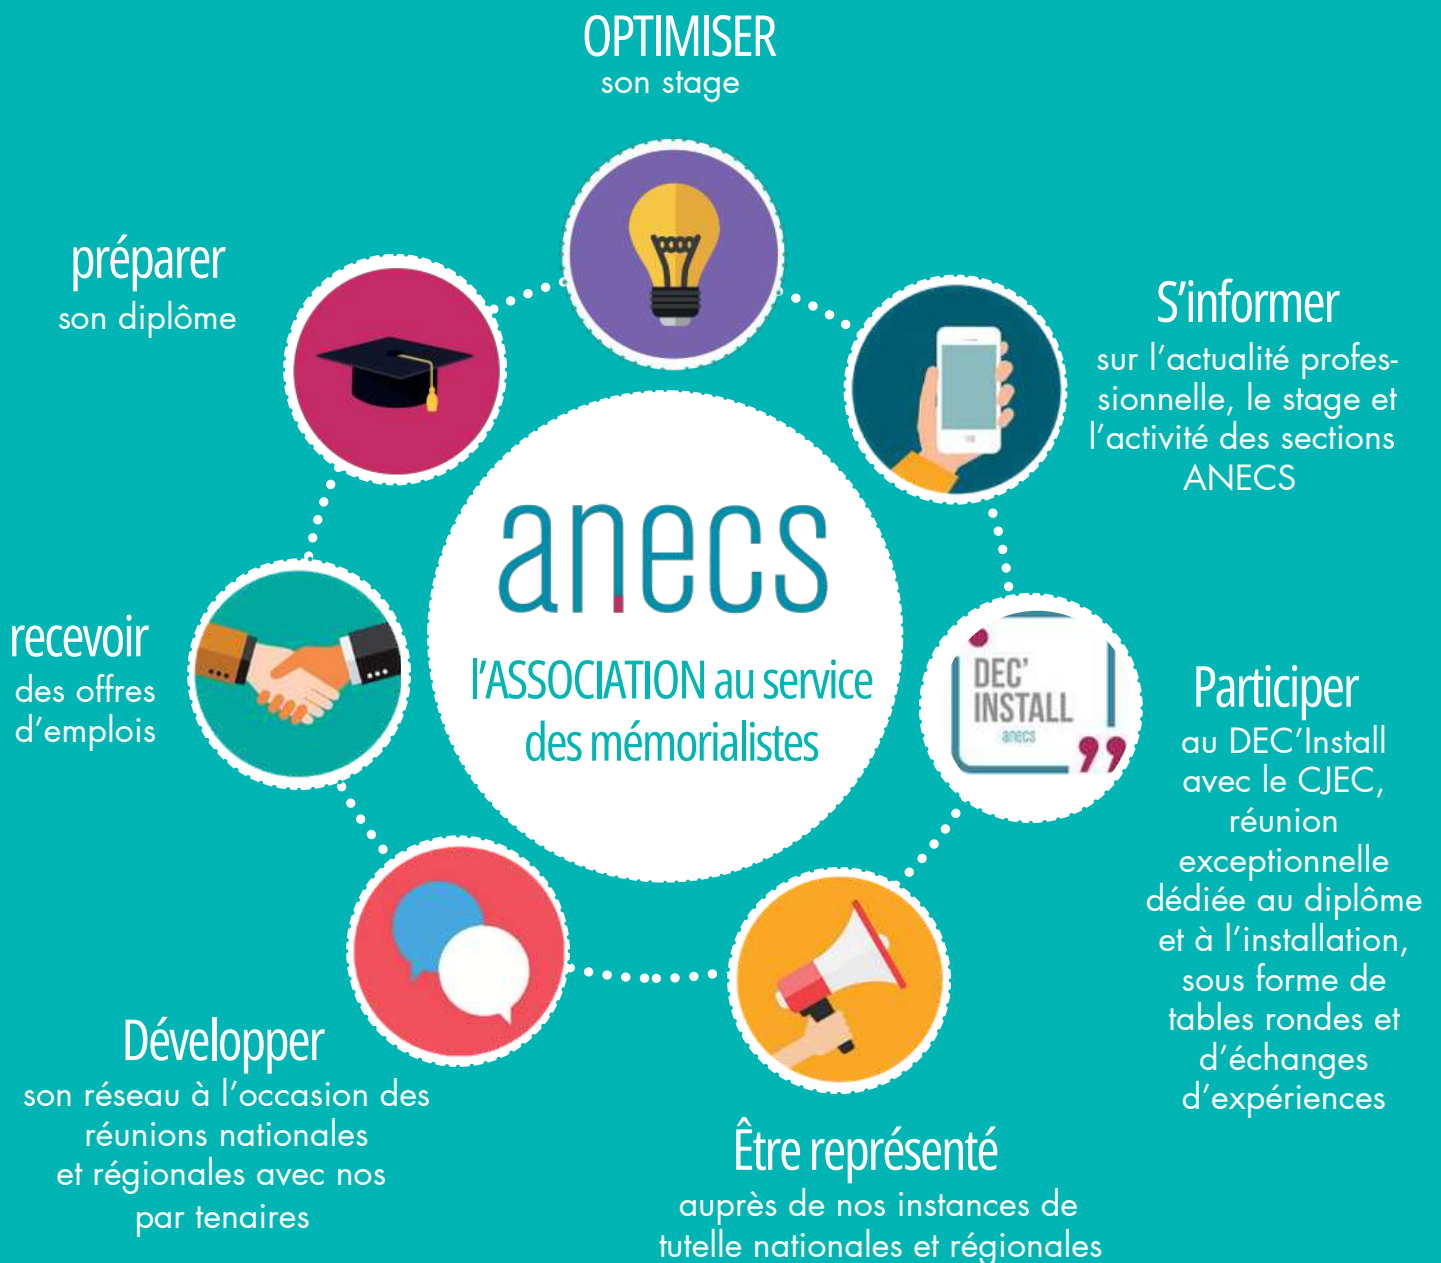 OPTIMISER
son stage
préparer
son diplôme
S'informer
sur l'actualité profes-
sionnelle, le stage et
l'activité des sections
ANECS
anecs
l'ASSOCIATION au service
des mémorialistes
recevoir
des offres
d'emplois
DEC'
INSTALL
anecs
Participer
au DEC'Install
avec le CJEC,
réunion
exceptionnelle
dédiée au diplôme
et à l'installation,
sous forme de
tables rondes et
d'échanges
d'expériences
Développer
son réseau à l'occasion des
réunions nationales
et régionales avec nos
par tenaires
Être représenté
auprès de nos instances de
tutelle nationales et régionales